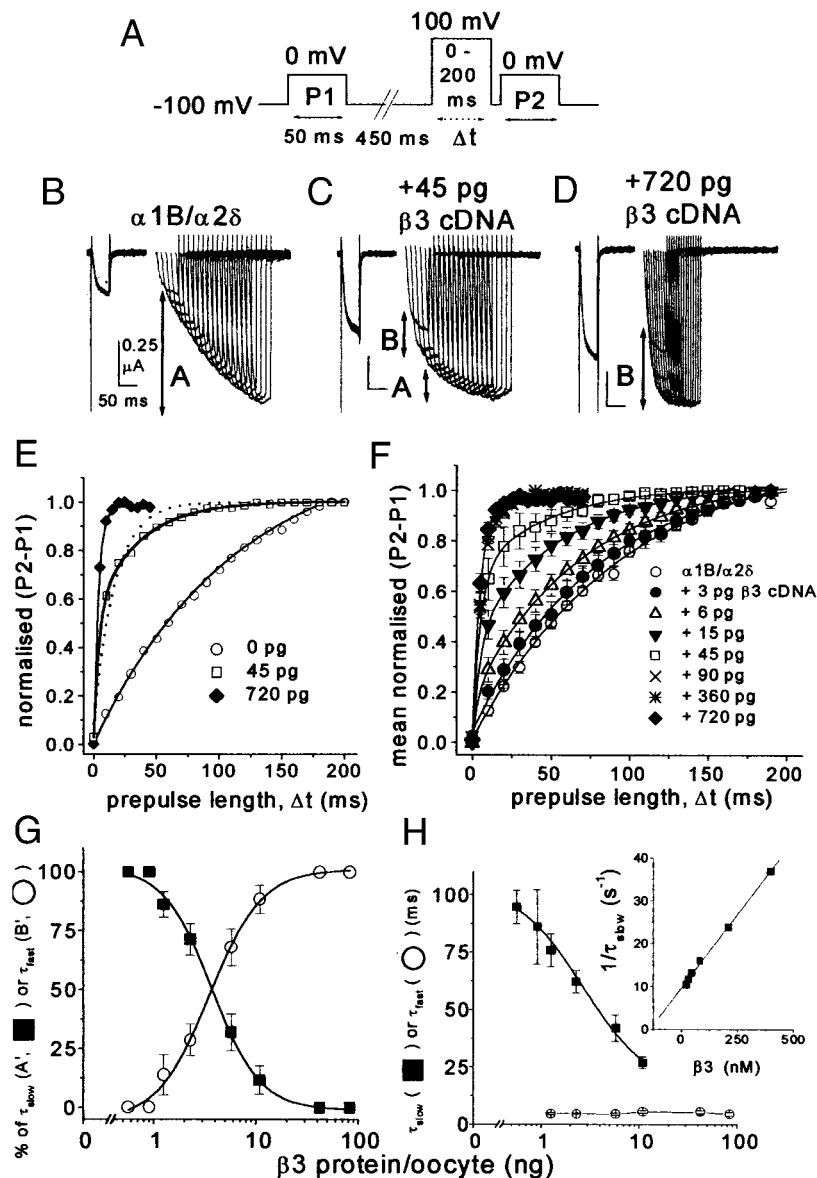 A
100 mV
0 mV
0 -
200
ms
0 mV
-100 mV
P1
P2
50 ms
450 ms
Δt
B
α1B/α2δ
C
+45 pg
β3 cDNA
D
+720 pg
β3 cDNA
0.25
μA
50 ms
A
B
A
B
E
normalised (P2-P1)
1.0
0.8
0.6
0.4
0.2
0.0
0 pg
45 pg
720 pg
0
50
100
150
200
prepulse length, Δt (ms)
F
mean normalised (P2-P1)
1.0
0.8
0.6
0.4
0.2
0.0
α1B/α2δ
+ 3 pg β3 cDNA
+ 6 pg
+ 15 pg
+ 45 pg
+ 90 pg
+ 360 pg
+ 720 pg
0
50
100
150
200
prepulse length, Δt (ms)
G
% of τslow (A', ■) or τfast (B', ○)
100
75
50
25
0
0
1
10
100
H
τslow (■) or τfast (○) (ms)
100
75
50
25
0
0
1
10
100
1/τslow (s⁻¹)
40
20
0
0
500
β3 (nM)
β3 protein/oocyte (ng)